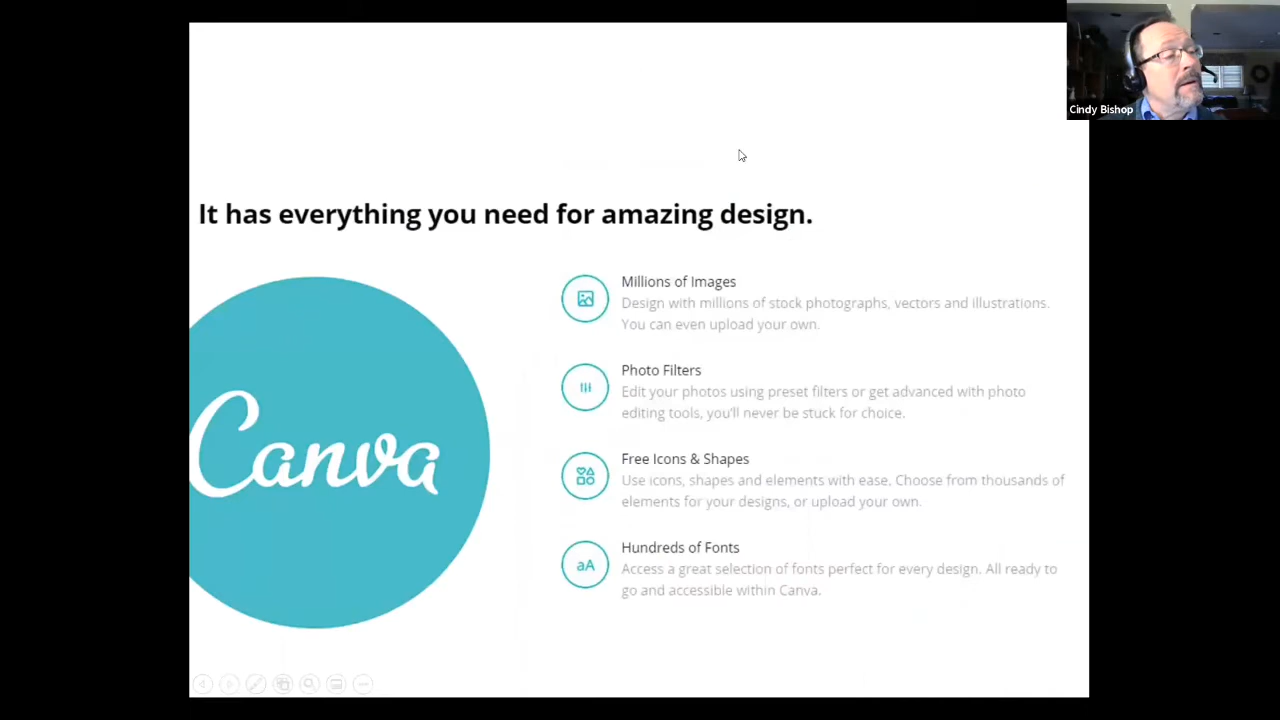 Cindy Bishop
It has everything you need for amazing design.
Canva
Millions of Images
Design with millions of stock photographs, vectors and illustrations.
You can even upload your own.
Photo Filters
Edit your photos using preset filters or get advanced with photo
editing tools, you'll never be stuck for choice.
Free Icons & Shapes
Use icons, shapes and elements with ease. Choose from thousands of
elements for your designs, or upload your own.
aA
Hundreds of Fonts
Access a great selection of fonts perfect for every design. All ready to
go and accessible within Canva.